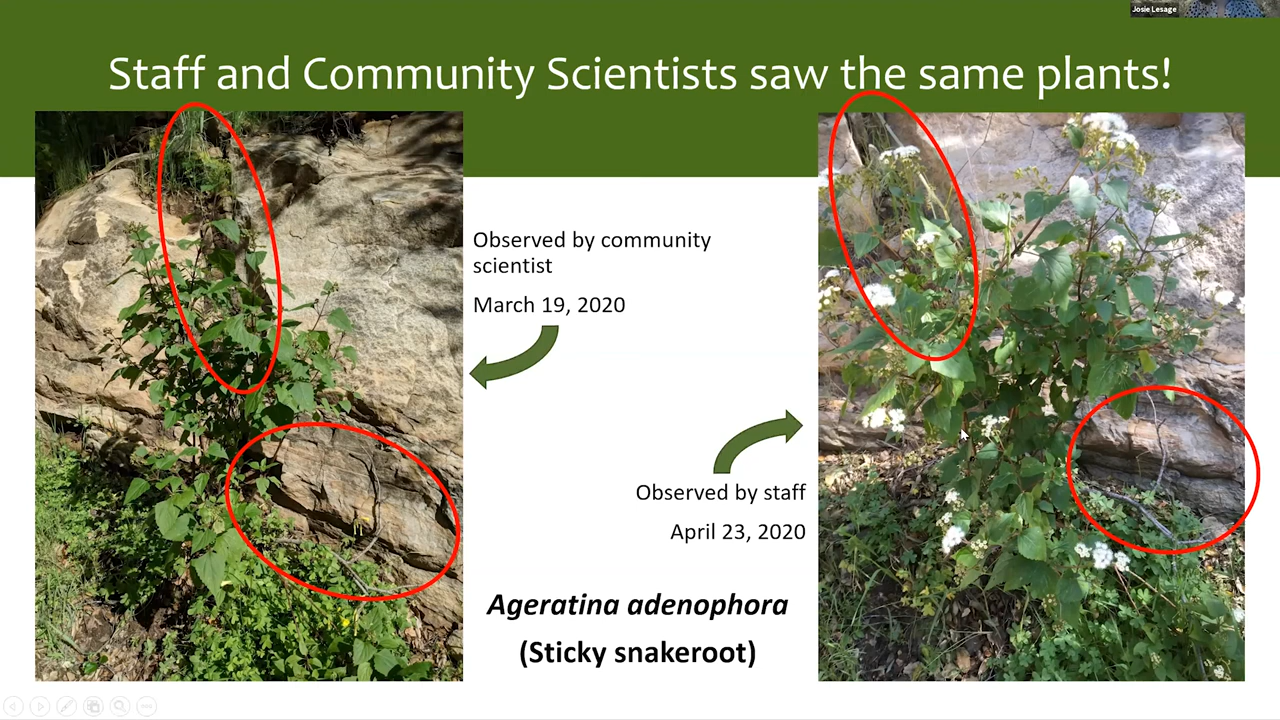 Josie Lesage
Staff and Community Scientists saw the same plants!
Observed by community
scientist
March 19, 2020
Observed by staff
April 23, 2020
Ageratina adenophora
(Sticky snakeroot)